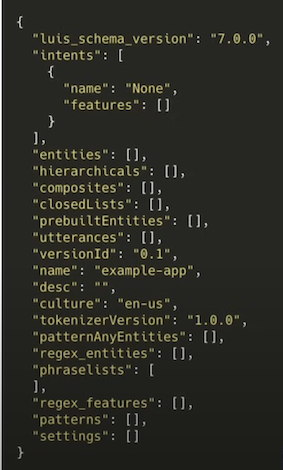 {
  "luis_schema_version": "7.0.0",
  "intents": [
    {
      "name": "None",
      "features": []
    }
  ],
  "entities": [],
  "hierarchicals": [],
  "composites": [],
  "closedLists": [],
  "prebuiltEntities": [],
  "utterances": [],
  "versionId": "0.1",
  "name": "example-app",
  "desc": "",
  "culture": "en-us",
  "tokenizerVersion": "1.0.0",
  "patternAnyEntities": [],
  "regex_entities": [],
  "phraselists": [
  ],
  "regex_features": [],
  "patterns": [],
  "settings": []
}